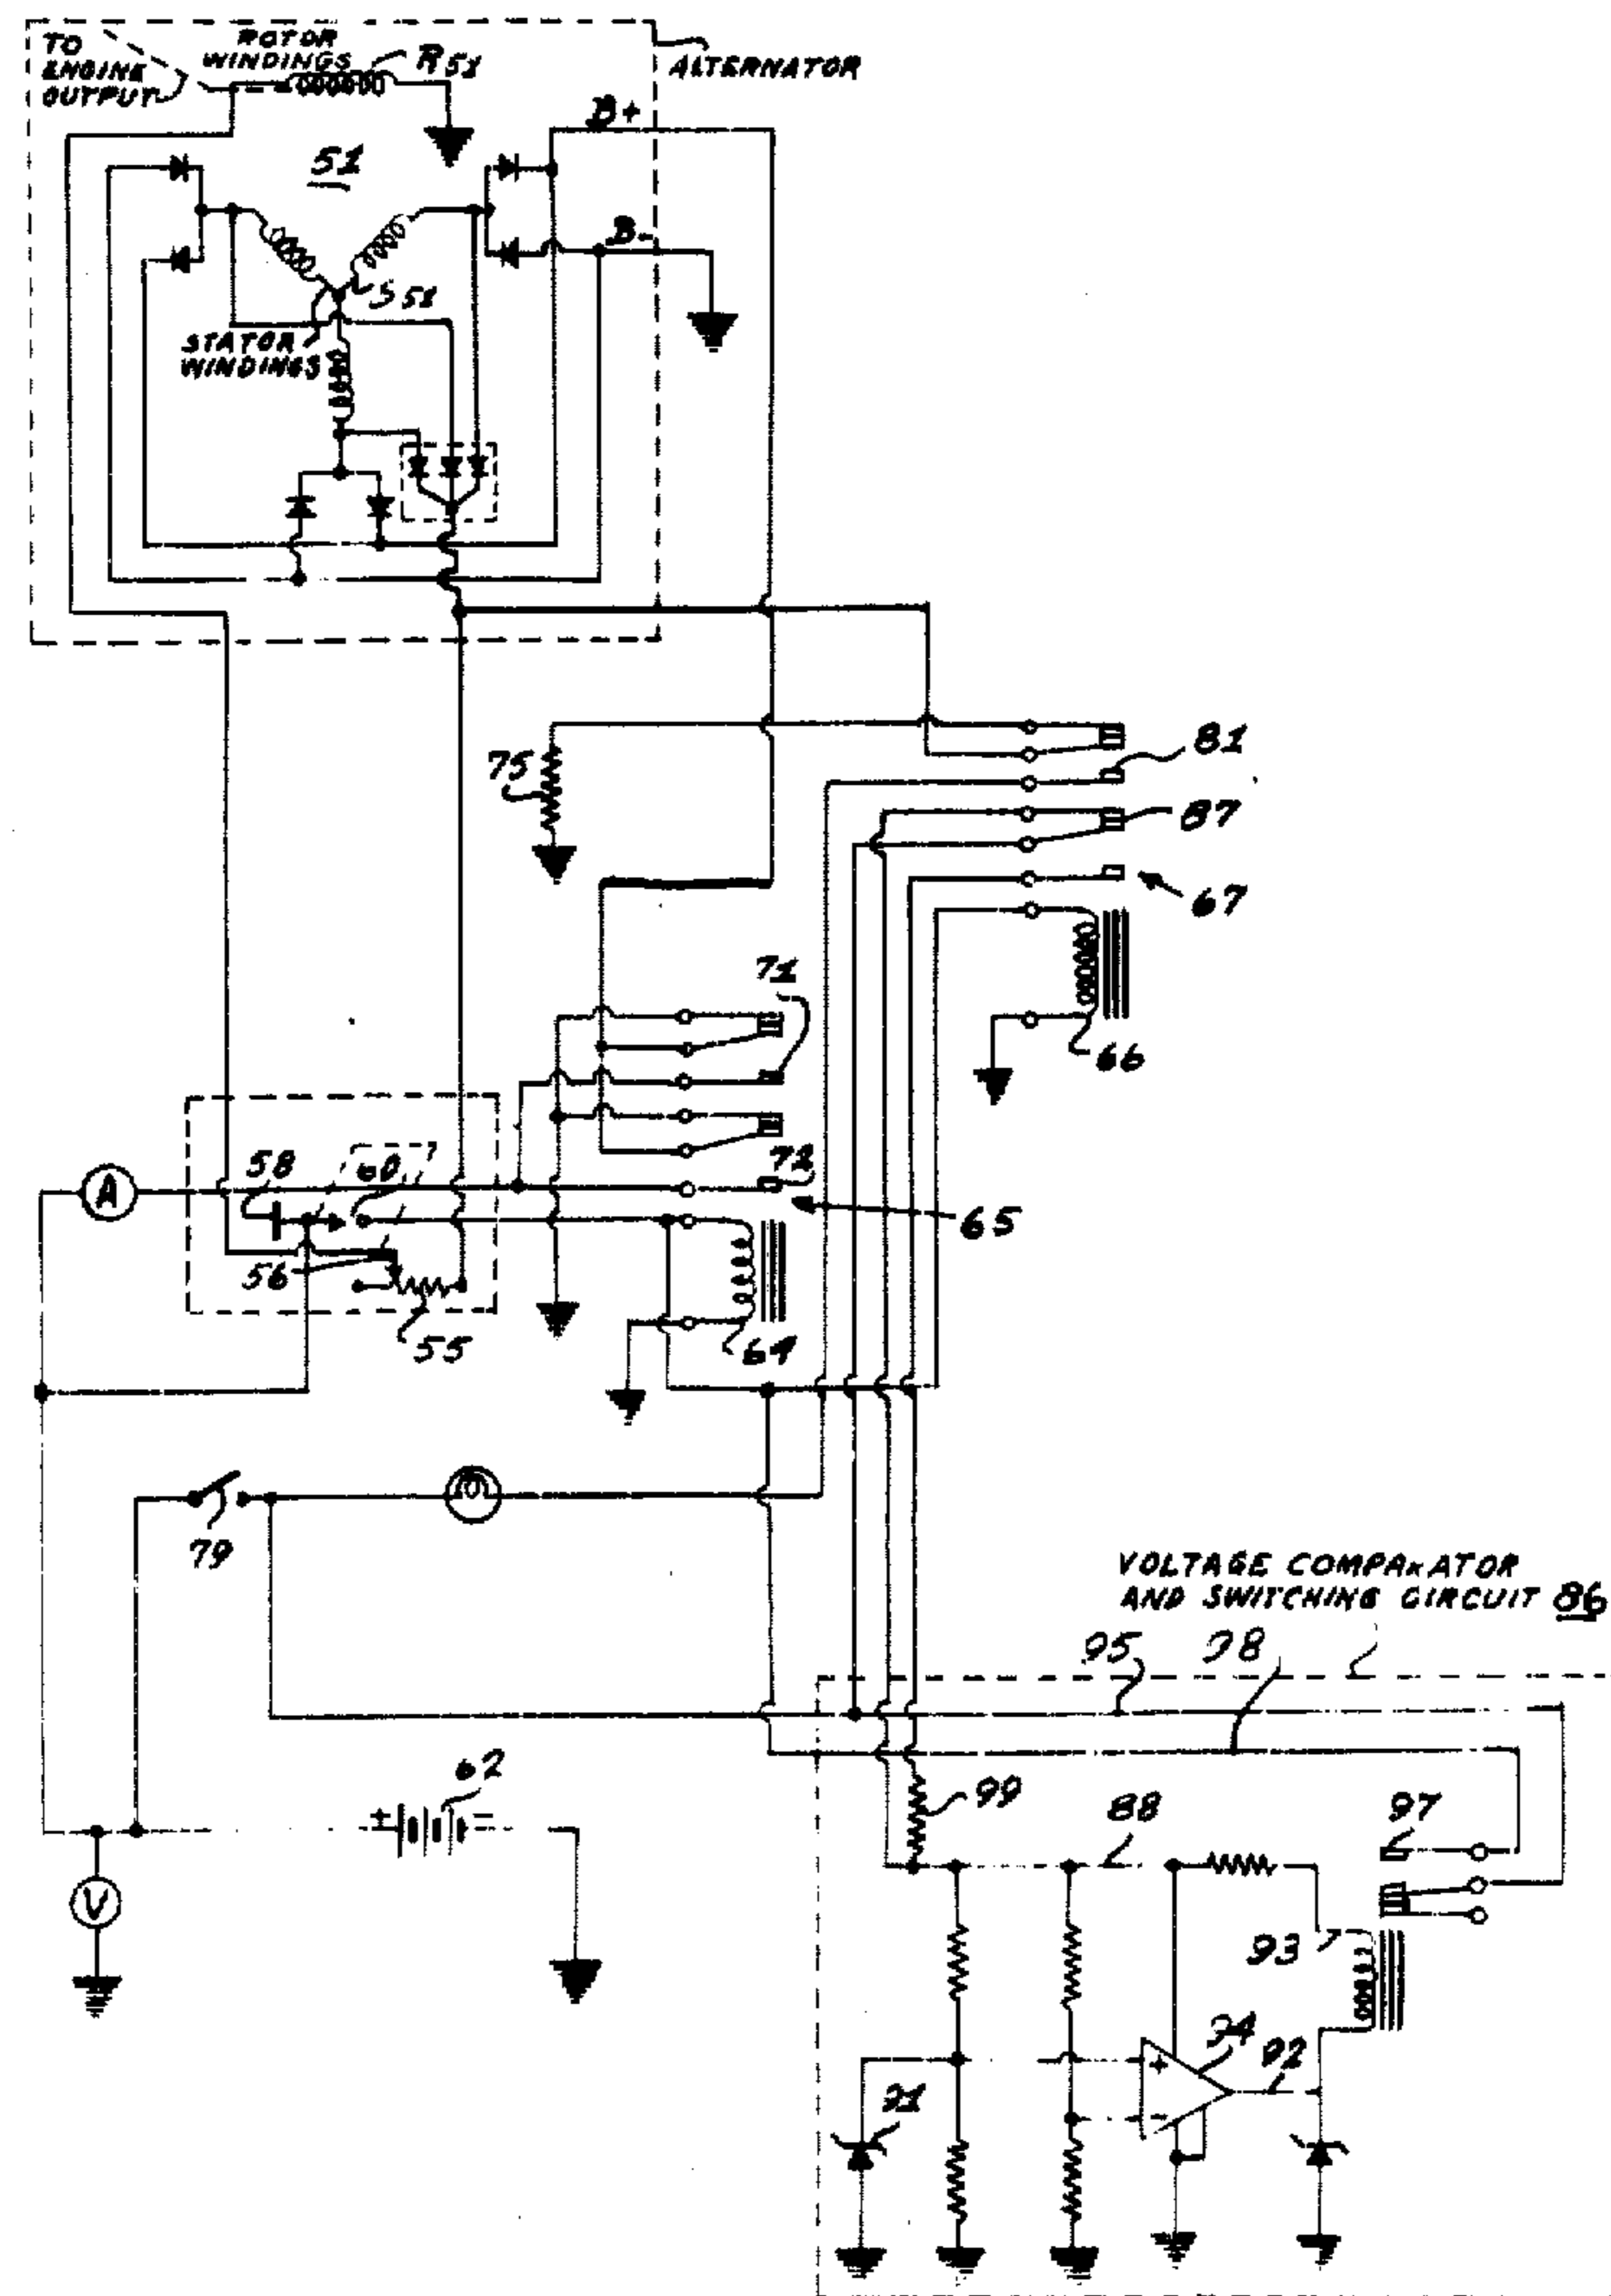 TO
ENGINE
OUTPUT
ROTOR
WINDINGS
R51
ALTERNATOR
B+
51
B-
S51
STATOR
WINDINGS
75
81
87
67
71
66
58
60
72
A
65
56
55
64
79
VOLTAGE COMPARATOR
AND SWITCHING CIRCUIT 86
95
98
62
+
-
99
88
97
V
93
94
+
92
91
-